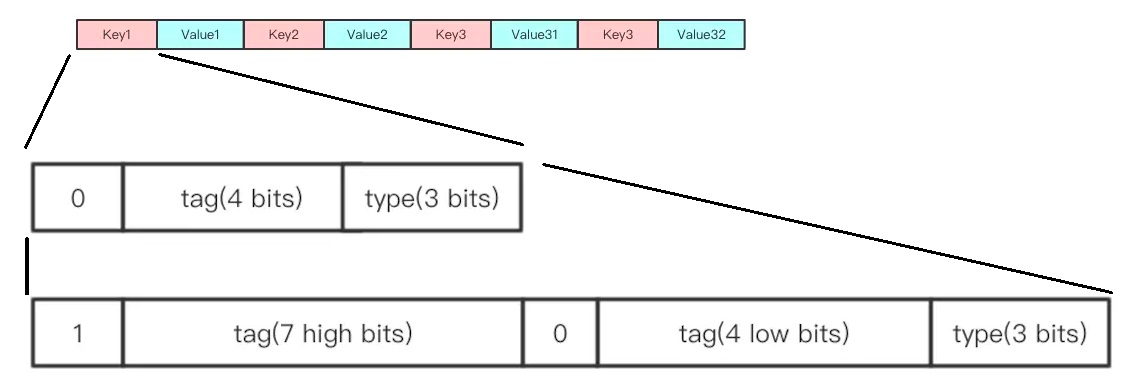 Key1 Value1 Key2 Value2 Key3 Value31 Key3 Value32
0 tag(4 bits) type(3 bits)
1 tag(7 high bits) 0 tag(4 low bits) type(3 bits)